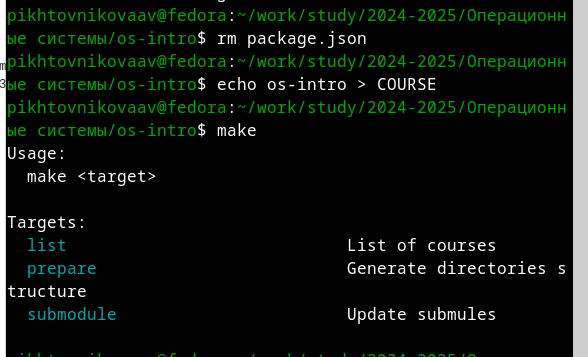 pikhtovnikovaav@fedora:~/work/study/2024-2025/Операционн
ые системы/os-intro$ rm package.json
pikhtovnikovaav@fedora:~/work/study/2024-2025/Операционн
ые системы/os-intro$ echo os-intro > COURSE
pikhtovnikovaav@fedora:~/work/study/2024-2025/Операционн
ые системы/os-intro$ make
Usage:
  make <target>

Targets:
  list                            List of courses
  prepare                         Generate directories s
tructure
  submodule                       Update submules